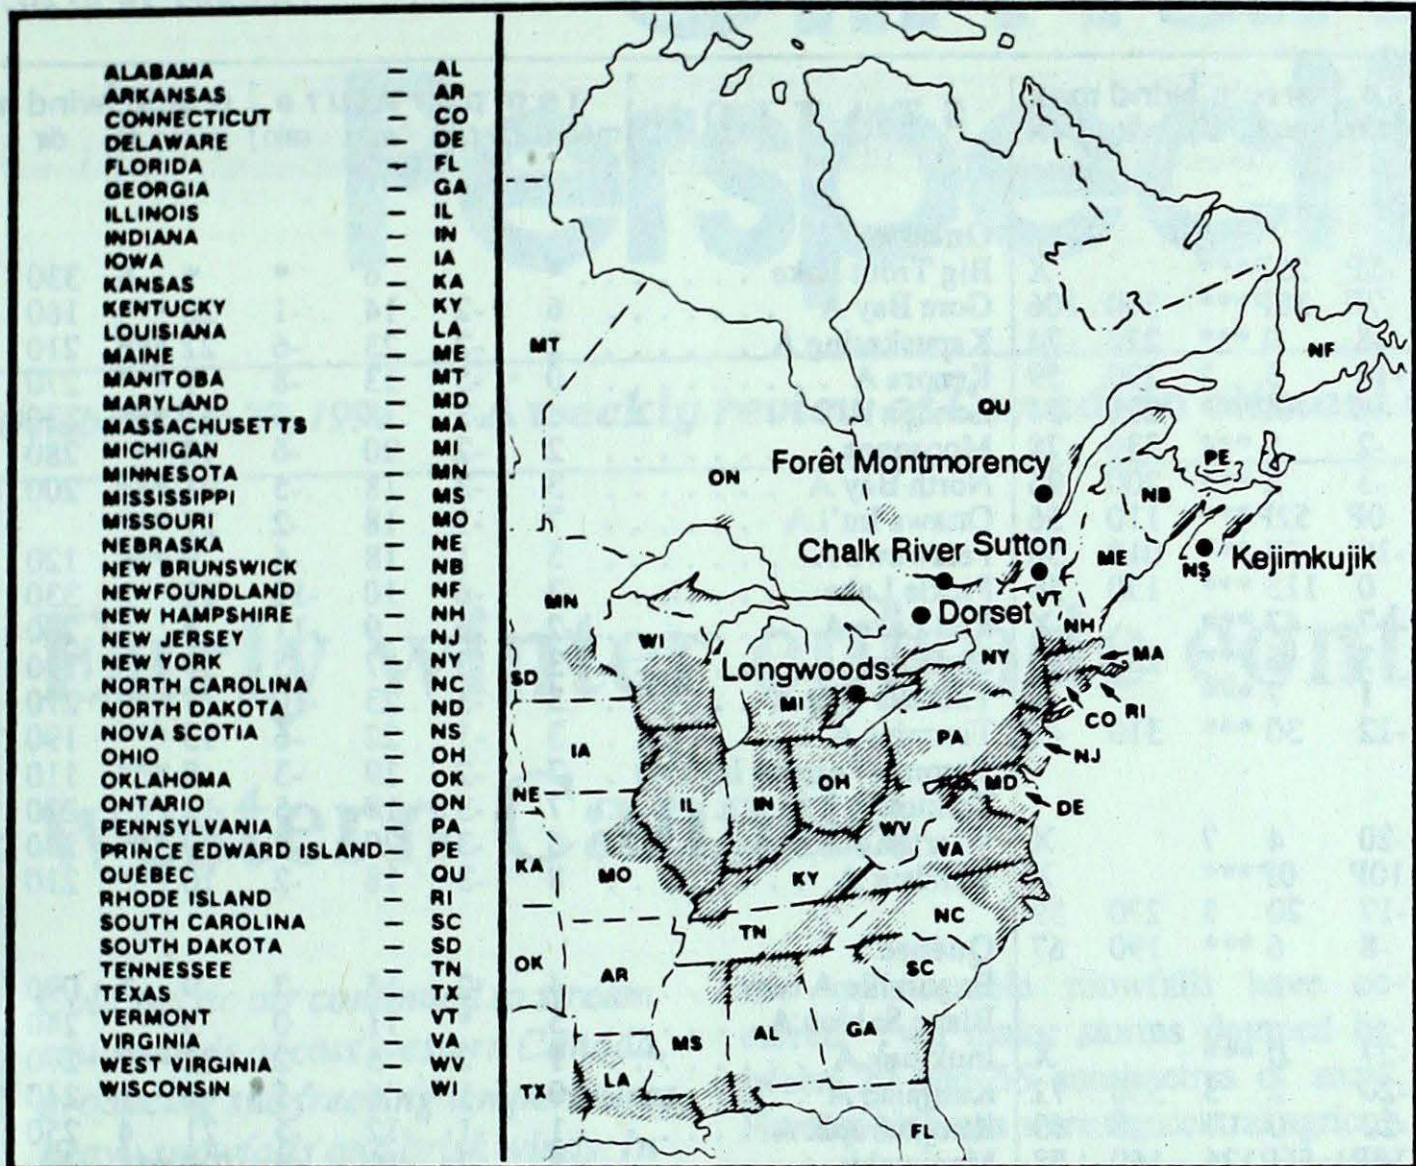 ALABAMA — AL
ARKANSAS — AR
CONNECTICUT — CO
DELAWARE — DE
FLORIDA — FL
GEORGIA — GA
ILLINOIS — IL
INDIANA — IN
IOWA — IA
KANSAS — KA
KENTUCKY — KY
LOUISIANA — LA
MAINE — ME
MANITOBA — MT
MARYLAND — MD
MASSACHUSETTS — MA
MICHIGAN — MI
MINNESOTA — MN
MISSISSIPPI — MS
MISSOURI — MO
NEBRASKA — NE
NEW BRUNSWICK — NB
NEWFOUNDLAND — NF
NEW HAMPSHIRE — NH
NEW JERSEY — NJ
NEW YORK — NY
NORTH CAROLINA — NC
NORTH DAKOTA — ND
NOVA SCOTIA — NS
OHIO — OH
OKLAHOMA — OK
ONTARIO — ON
PENNSYLVANIA — PA
PRINCE EDWARD ISLAND — PE
QUÉBEC — QU
RHODE ISLAND — RI
SOUTH CAROLINA — SC
SOUTH DAKOTA — SD
TENNESSEE — TN
TEXAS — TX
VERMONT — VT
VIRGINIA — VA
WEST VIRGINIA — WV
WISCONSIN — WI
MT
NF
QU
Forêt Montmorency
PE
ON
NB
Chalk River
Sutton
ME
NS
Kejimkujik
MN
VT
Dorset
NH
WI
NY
MA
SD
Longwoods
MI
RI
CO
IA
PA
NJ
OH
MD
NE
IL
IN
DE
WV
VA
KA
MO
KY
NC
TN
OK
AR
SC
MS
AL
GA
LA
TX
FL